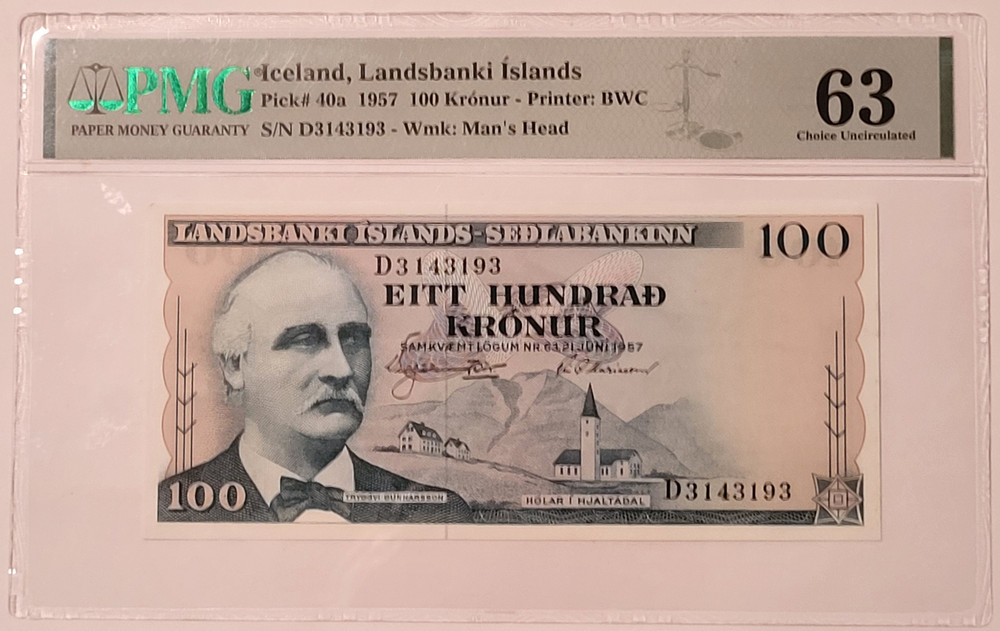 PMG
PAPER MONEY GUARANTY
Iceland, Landsbanki Íslands
Pick# 40a 1957 100 Krónur - Printer: BWC
S/N D3143193 - Wmk: Man's Head
63
Choice Uncirculated
LANDSBANKI ÍSLANDS-SEÐLABANKINN
100
D3143193
EITT HUNDRAÐ
KRÓNUR
SAMKVÆMT LÖGUM NR. 63, 21. JÚNÍ 1957
100
TRYGGVI GUNNARSSON
HÓLAR Í HJALTADAL
D3143193